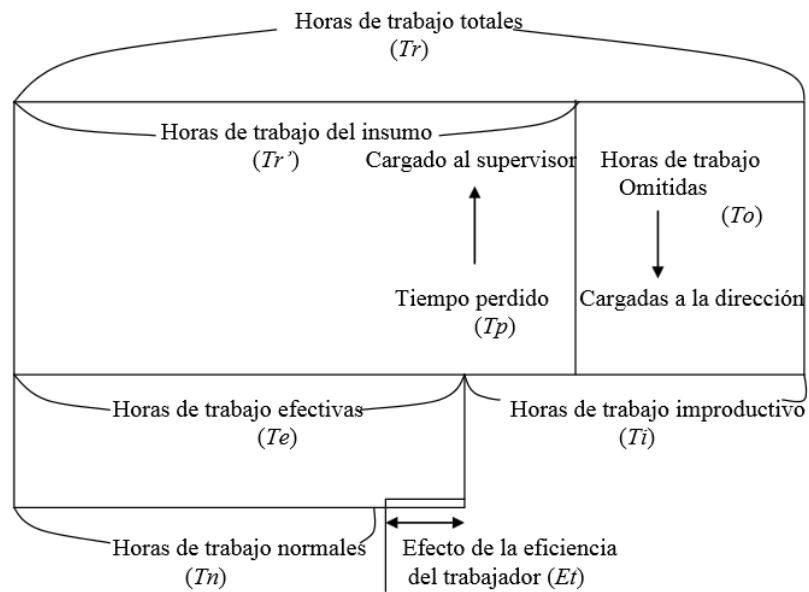 Horas de trabajo totales
(Tr)
Horas de trabajo del insumo
(Tr’)
Cargado al supervisor
Horas de trabajo
Omitidas
(To)
Tiempo perdido
(Tp)
Cargadas a la dirección
Horas de trabajo efectivas
(Te)
Horas de trabajo improductivo
(Ti)
Horas de trabajo normales
(Tn)
Efecto de la eficiencia
del trabajador (Et)